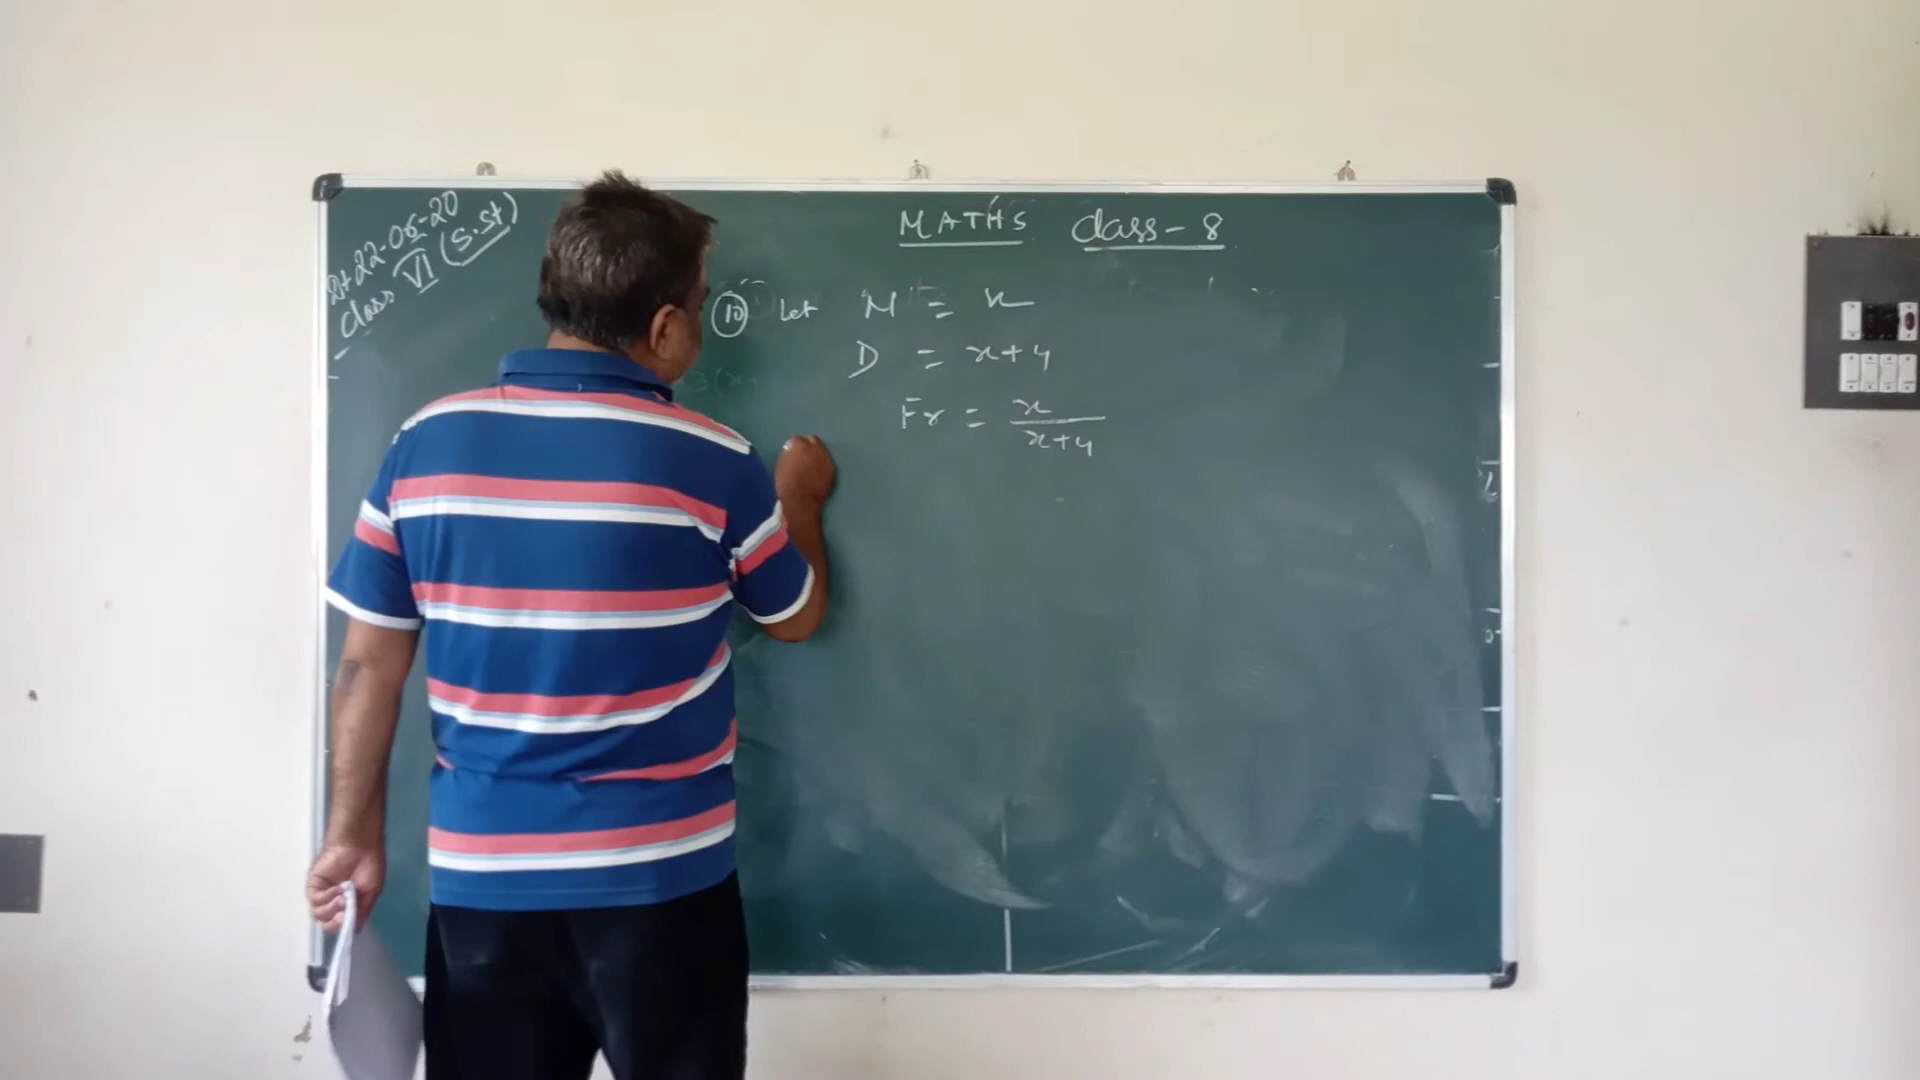 Dt 22-06-20
Class VI (S.St)
MATHS Class - 8
10 Let M = x
D = x+4
Fr = x / x+4